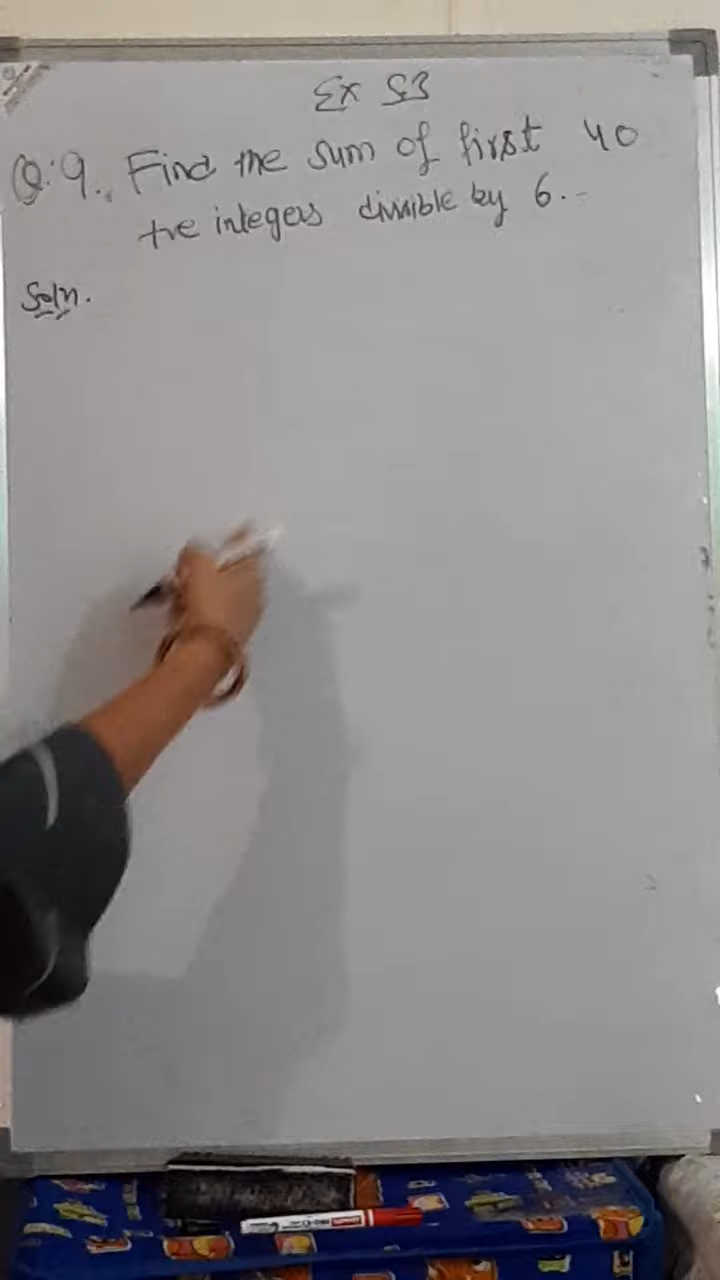 Ex 5.3
Q:9. Find the sum of first 40
+ve integers divisible by 6.
Soln.